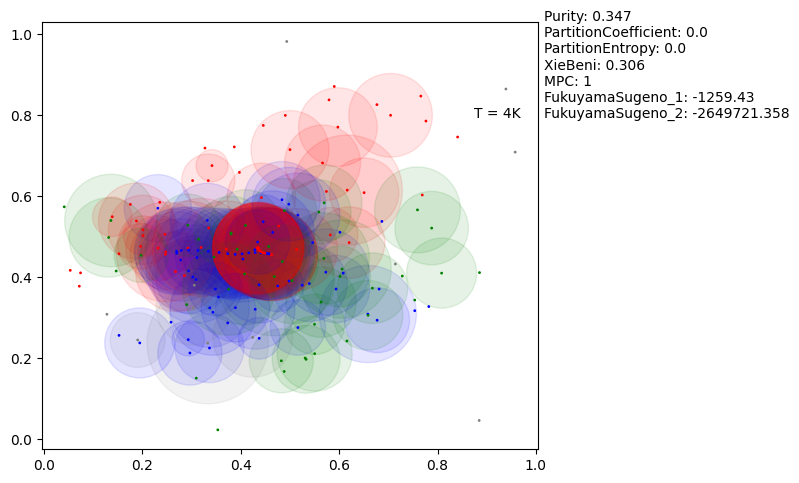 Purity: 0.347
PartitionCoefficient: 0.0
PartitionEntropy: 0.0
XieBeni: 0.306
MPC: 1
FukuyamaSugeno_1: -1259.43
FukuyamaSugeno_2: -2649721.358
T = 4K
1.0
0.8
0.6
0.4
0.2
0.0
0.0 0.2 0.4 0.6 0.8 1.0